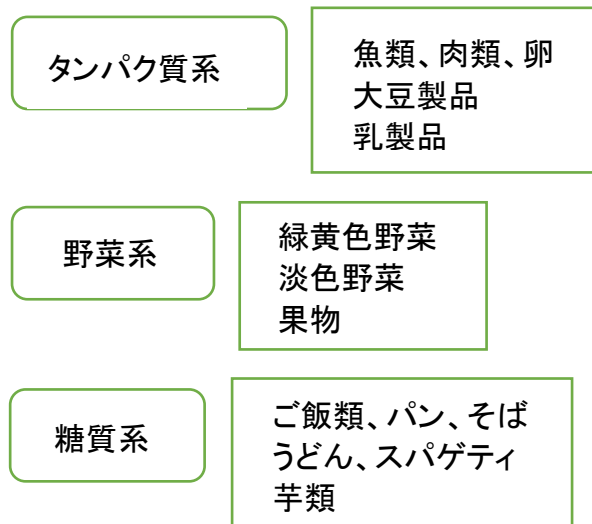 タンパク質系
魚類、肉類、卵
大豆製品
乳製品
野菜系
緑黄色野菜
淡色野菜
果物
糖質系
ご飯類、パン、そば
うどん、スパゲティ
芋類